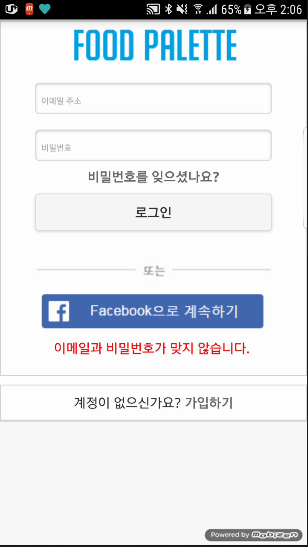 65% 오후 2:06
FOOD PALETTE
이메일 주소
비밀번호
비밀번호를 잊으셨나요?
로그인
또는
Facebook으로 계속하기
이메일과 비밀번호가 맞지 않습니다.
계정이 없으신가요? 가입하기
Powered by Mobizen